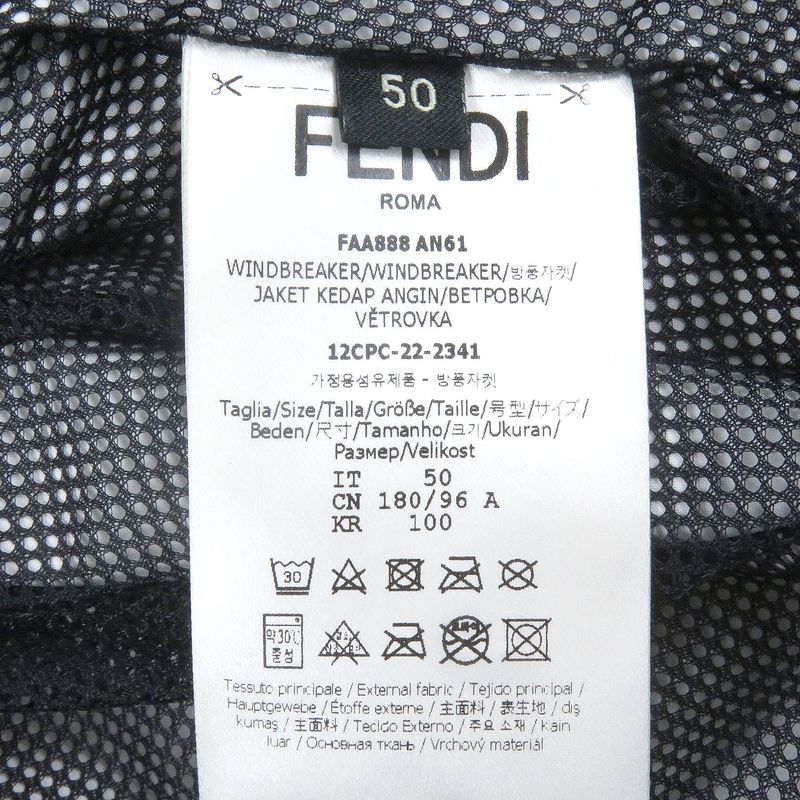 50
FENDI
ROMA
FAA888 AN61
WINDBREAKER/WINDBREAKER/방풍자켓/
JAKET KEDAP ANGIN/ВЕТРОВКА/
VĚTROVKA
12CPC-22-2341
가정용섬유제품 - 방풍자켓
Taglia/Size/Talla/Größe/Taille/号型/サイズ/
Beden/尺寸/Tamanho/크기/Ukuran/
Размер/Velikost
IT 50
CN 180/96 A
KR 100
30
약30℃
중성
Tessuto principale / External fabric / Tejido principal /
Hauptgewebe / Étoffe externe / 主面料 / 表生地 / dış
kumaş / 主面料 / Tecido Externo / 주요 소재 / Kain
luar / Основная ткань / Vrchový materiál